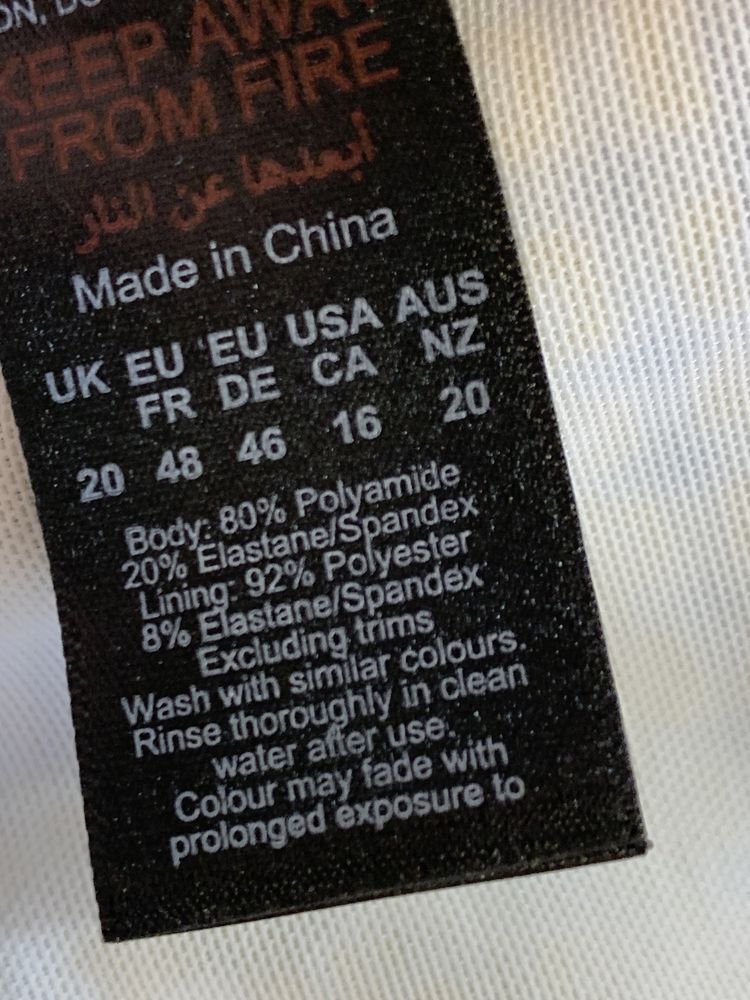 KEEP AWAY
FROM FIRE
أبعدها عن النار
Made in China
UK EU EU USA AUS
FR DE CA NZ
20 48 46 16 20
Body: 80% Polyamide
20% Elastane/Spandex
Lining: 92% Polyester
8% Elastane/Spandex
Excluding trims
Wash with similar colours.
Rinse thoroughly in clean
water after use.
Colour may fade with
prolonged exposure to